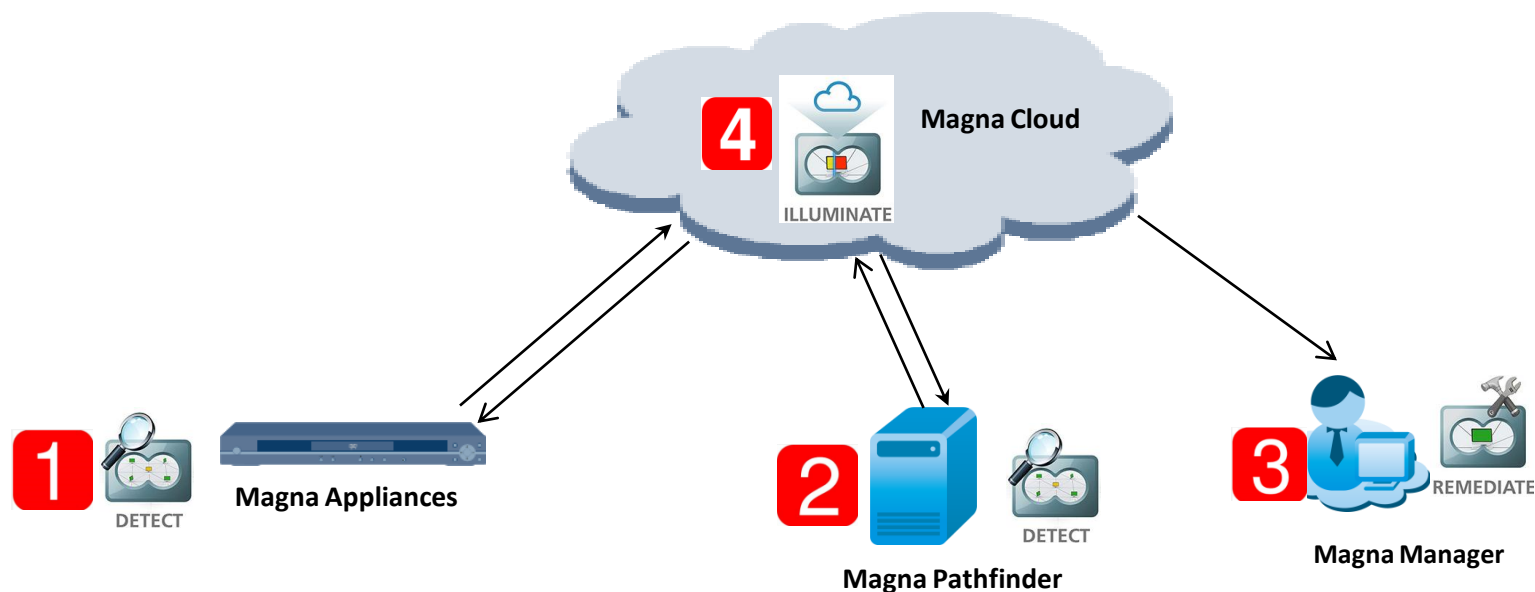 4
Magna Cloud
ILLUMINATE
1
DETECT
Magna Appliances
2
DETECT
Magna Pathfinder
3
REMEDIATE
Magna Manager